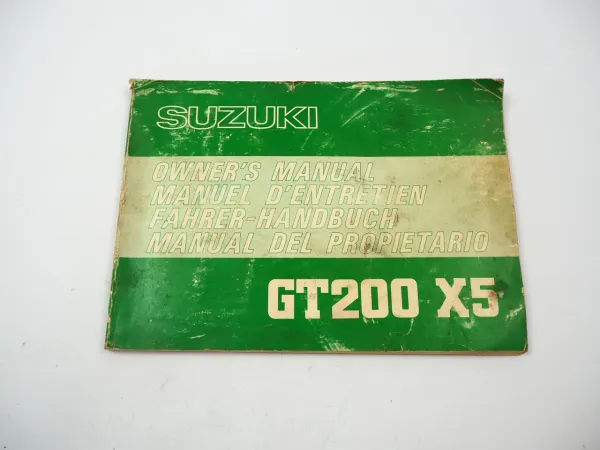 SUZUKI
OWNER'S MANUAL
MANUEL D'ENTRETIEN
FAHRER-HANDBUCH
MANUAL DEL PROPIETARIO
GT200 X5